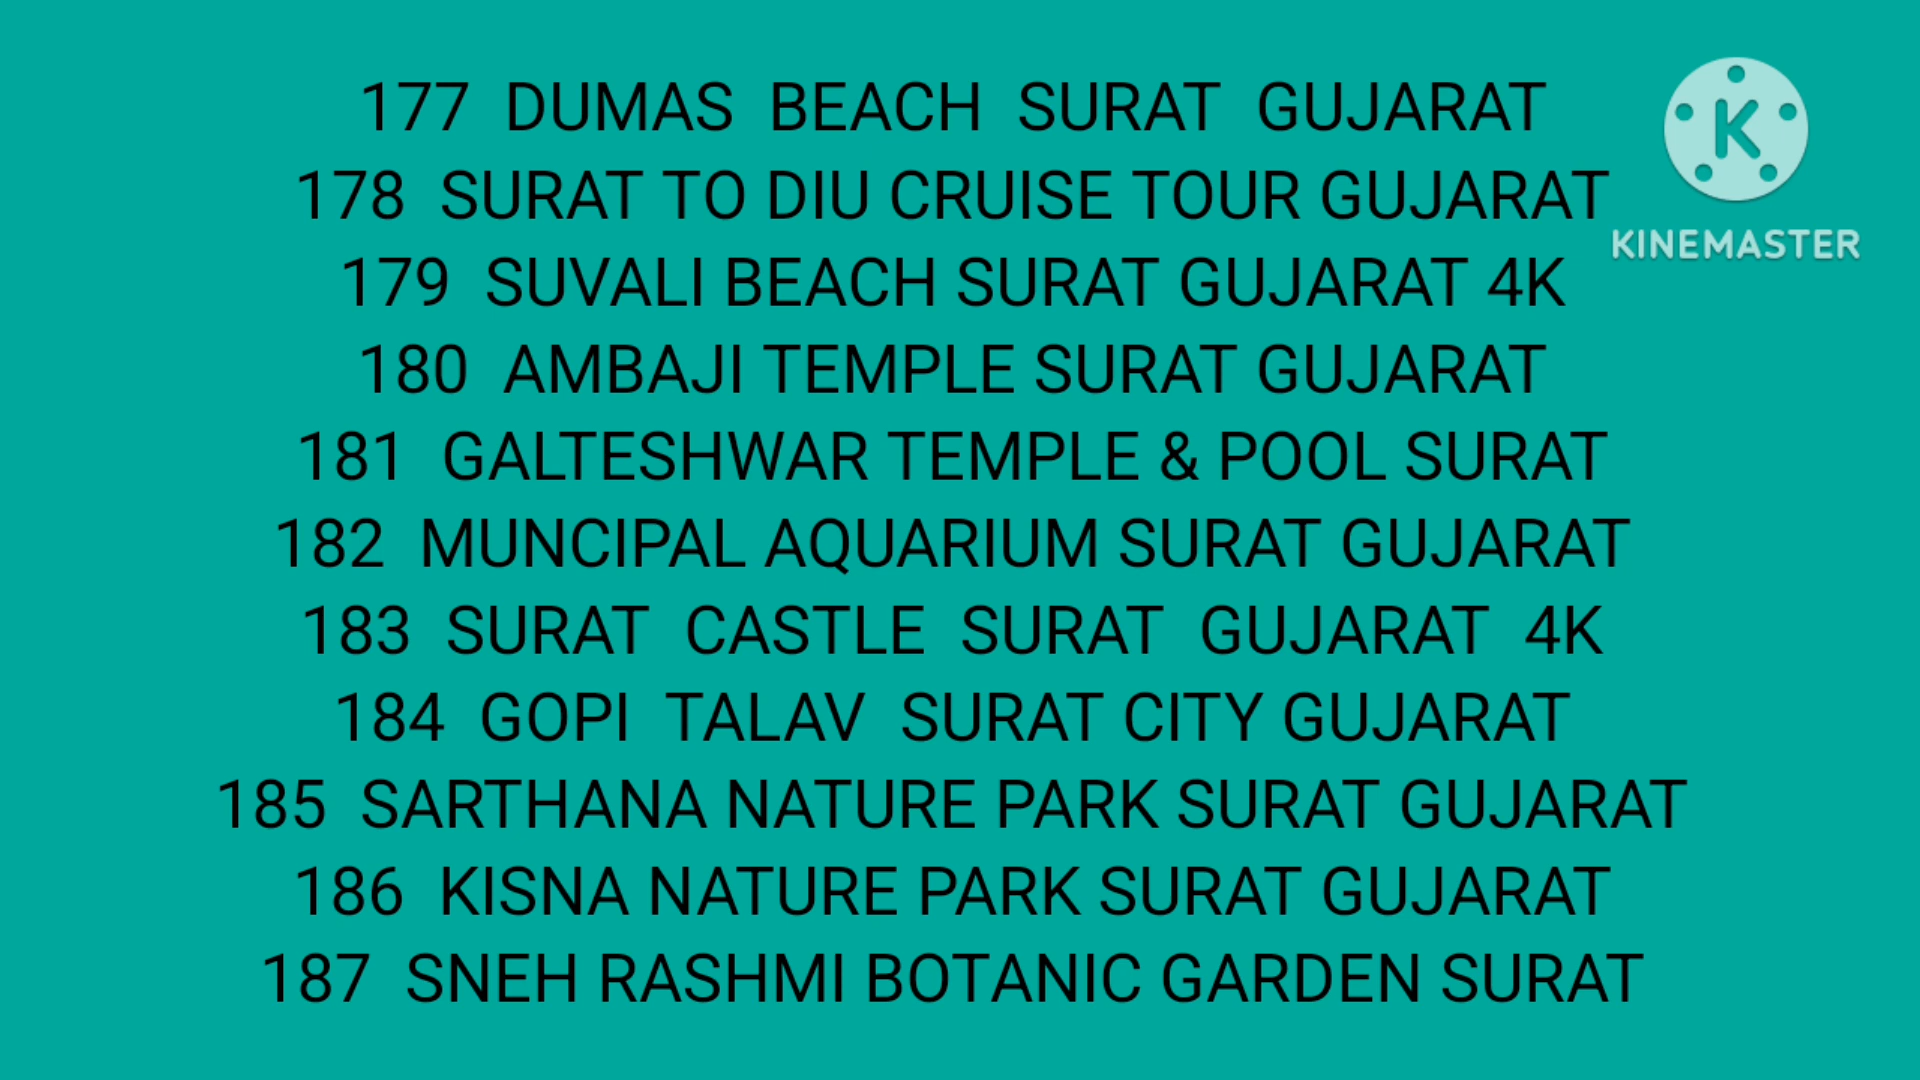 177 DUMAS BEACH SURAT GUJARAT
178 SURAT TO DIU CRUISE TOUR GUJARAT
179 SUVALI BEACH SURAT GUJARAT 4K
180 AMBAJI TEMPLE SURAT GUJARAT
181 GALTESHWAR TEMPLE & POOL SURAT
182 MUNCIPAL AQUARIUM SURAT GUJARAT
183 SURAT CASTLE SURAT GUJARAT 4K
184 GOPI TALAV SURAT CITY GUJARAT
185 SARTHANA NATURE PARK SURAT GUJARAT
186 KISNA NATURE PARK SURAT GUJARAT
187 SNEH RASHMI BOTANIC GARDEN SURAT
K
KINEMASTER